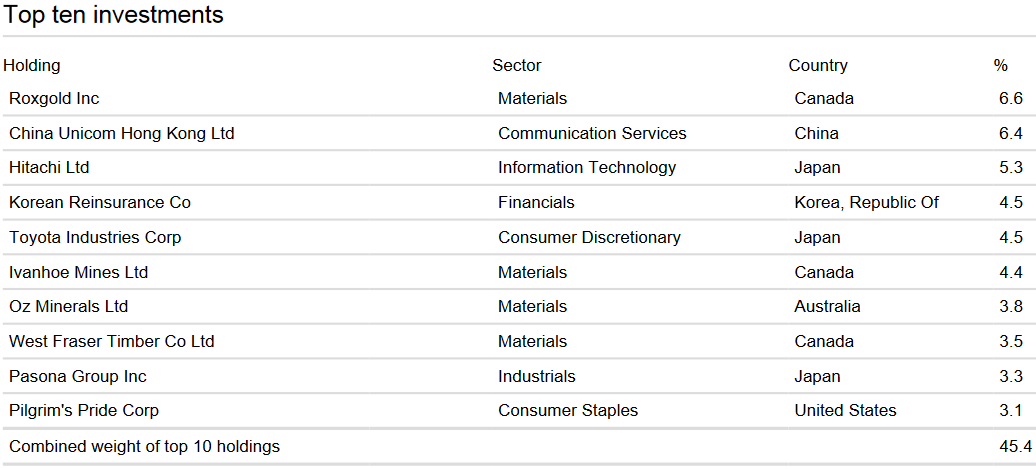 Top ten investments
Holding Sector Country %
Roxgold Inc Materials Canada 6.6
China Unicom Hong Kong Ltd Communication Services China 6.4
Hitachi Ltd Information Technology Japan 5.3
Korean Reinsurance Co Financials Korea, Republic Of 4.5
Toyota Industries Corp Consumer Discretionary Japan 4.5
Ivanhoe Mines Ltd Materials Canada 4.4
Oz Minerals Ltd Materials Australia 3.8
West Fraser Timber Co Ltd Materials Canada 3.5
Pasona Group Inc Industrials Japan 3.3
Pilgrim's Pride Corp Consumer Staples United States 3.1
Combined weight of top 10 holdings 45.4